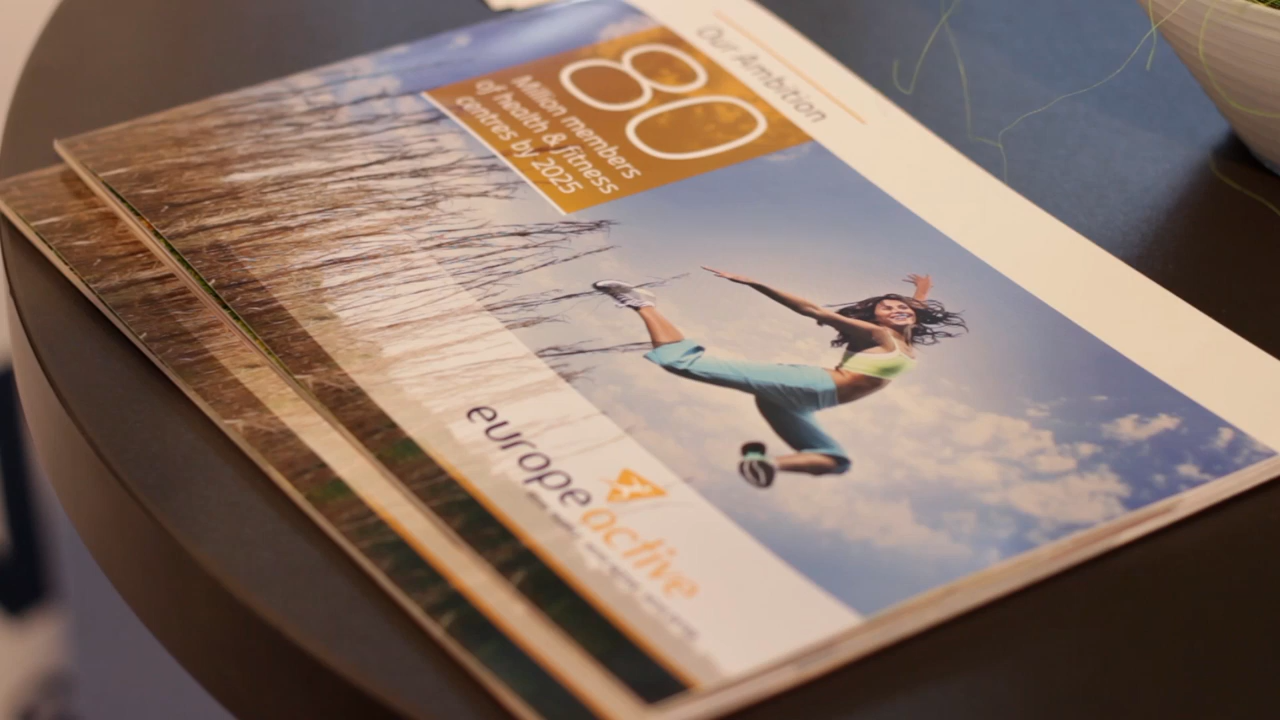 Our Ambition
80
Million members
of health & fitness
centres by 2025
europe
active